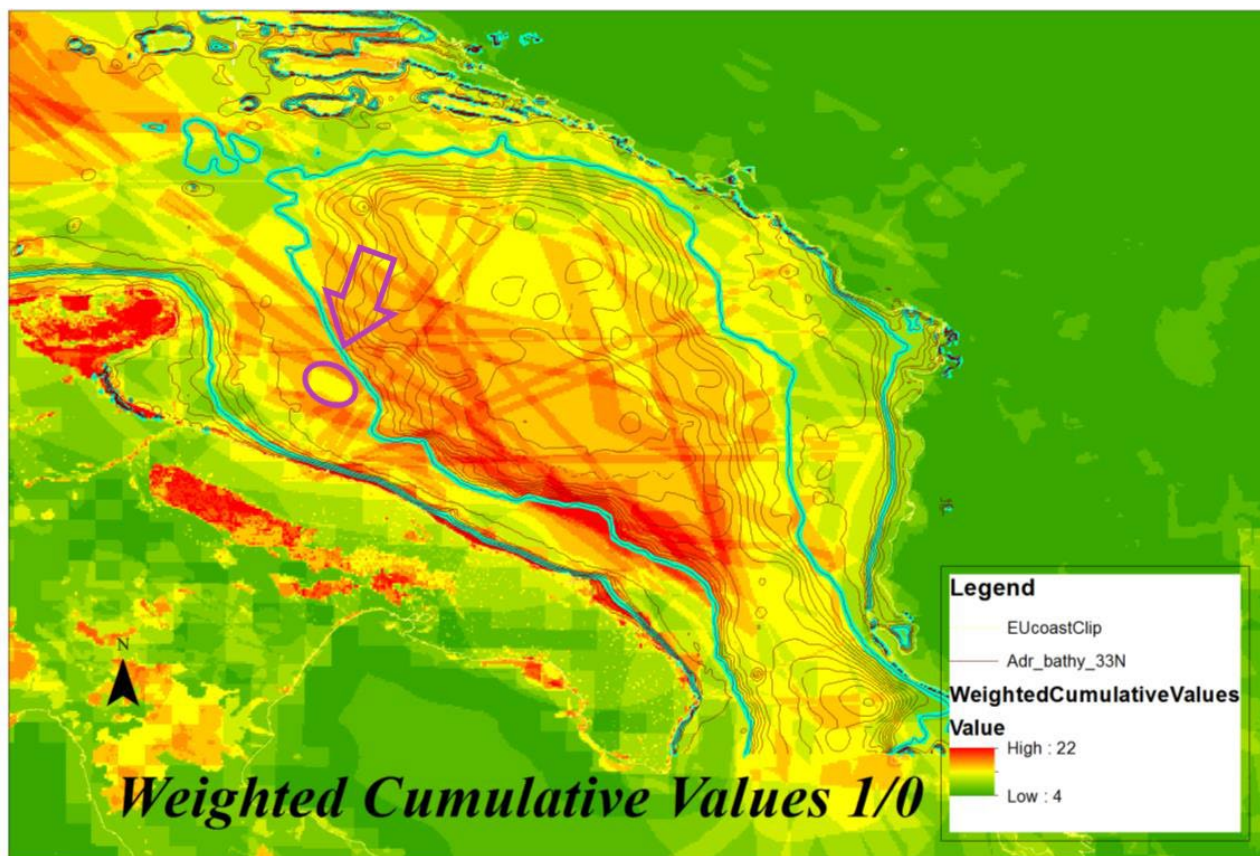 N
Legend
EUcoastClip
Adr_bathy_33N
WeightedCumulativeValues
Value
High : 22
Low : 4
Weighted Cumulative Values 1/0